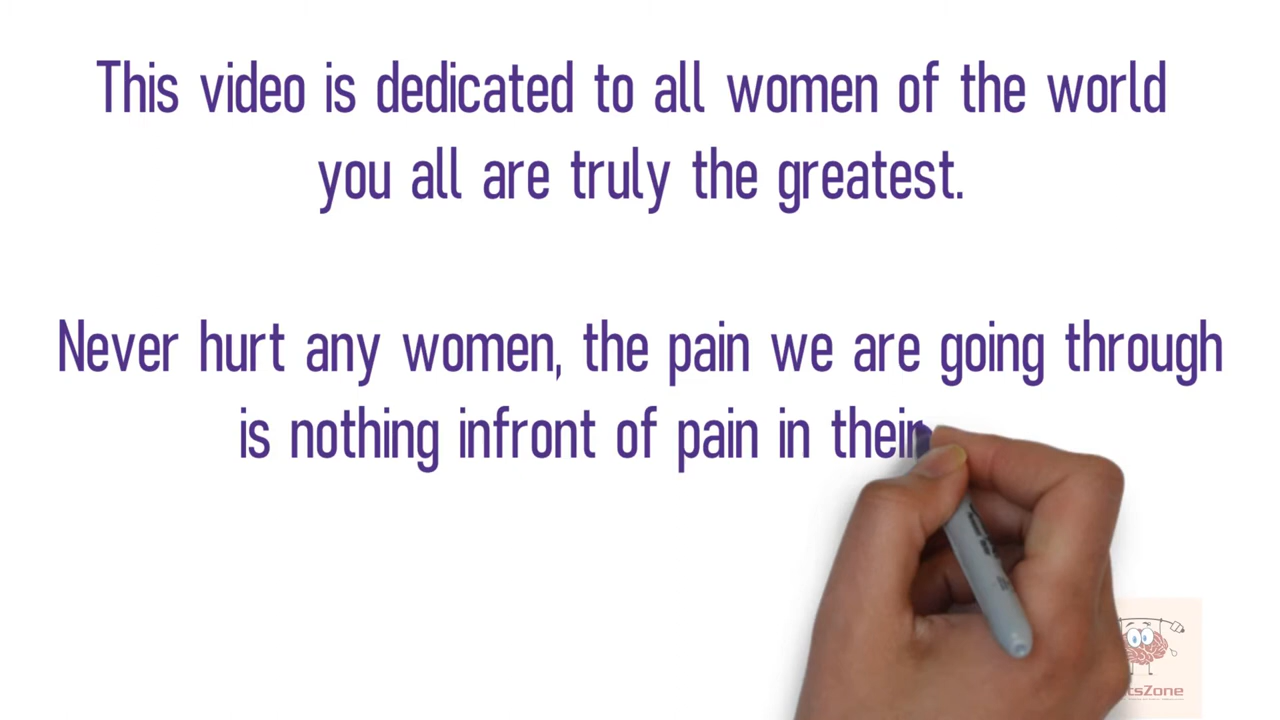 This video is dedicated to all women of the world
you all are truly the greatest.
Never hurt any women, the pain we are going through
is nothing infront of pain in their